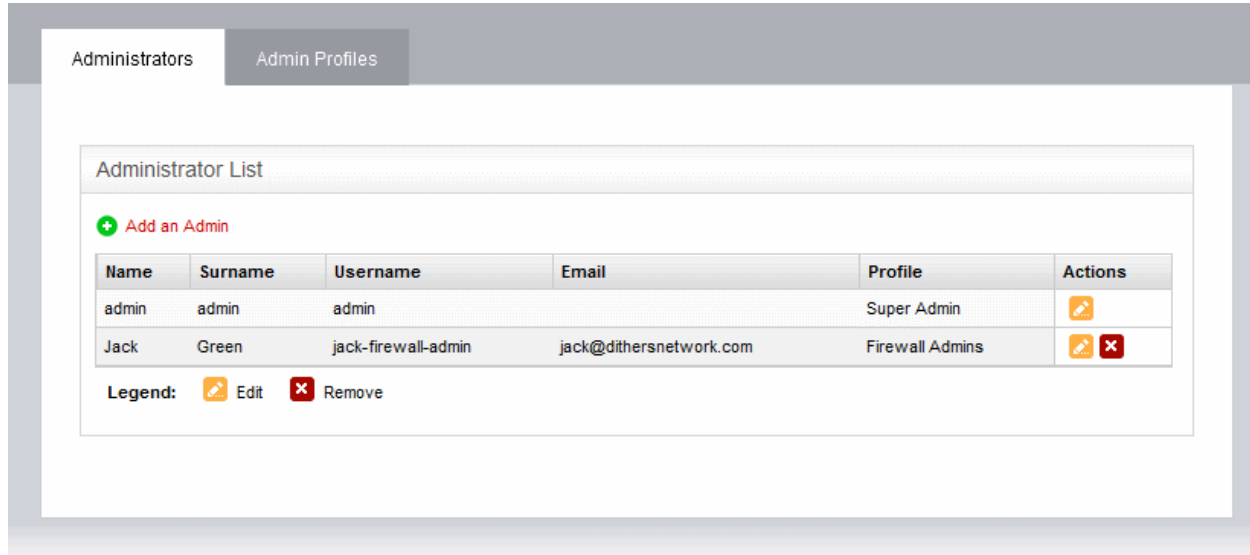 Administrators Admin Profiles
Administrator List
Add an Admin
Name Surname Username Email Profile Actions
admin admin admin Super Admin
Jack Green jack-firewall-admin jack@dithersnetwork.com Firewall Admins
Legend: Edit Remove